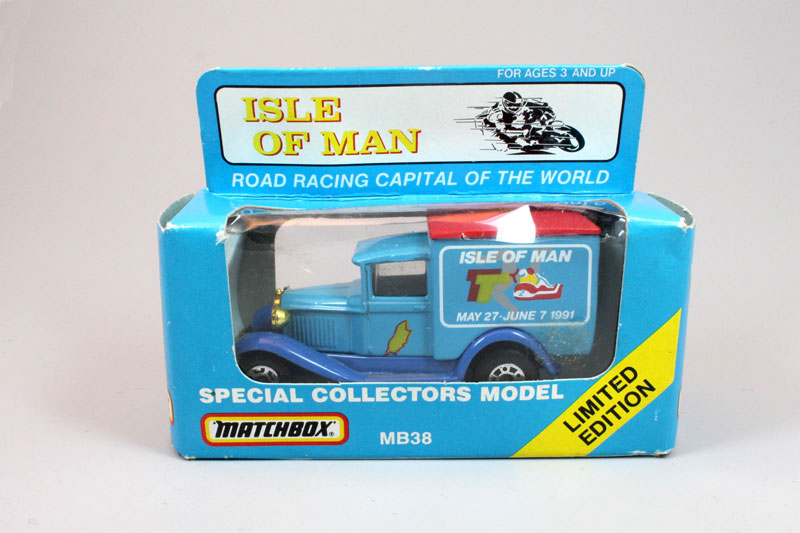 FOR AGES 3 AND UP
ISLE
OF MAN
ROAD RACING CAPITAL OF THE WORLD
ISLE OF MAN
TT
MAY 27-JUNE 7 1991
SPECIAL COLLECTORS MODEL
LIMITED
EDITION
"MATCHBOX"®
MB38